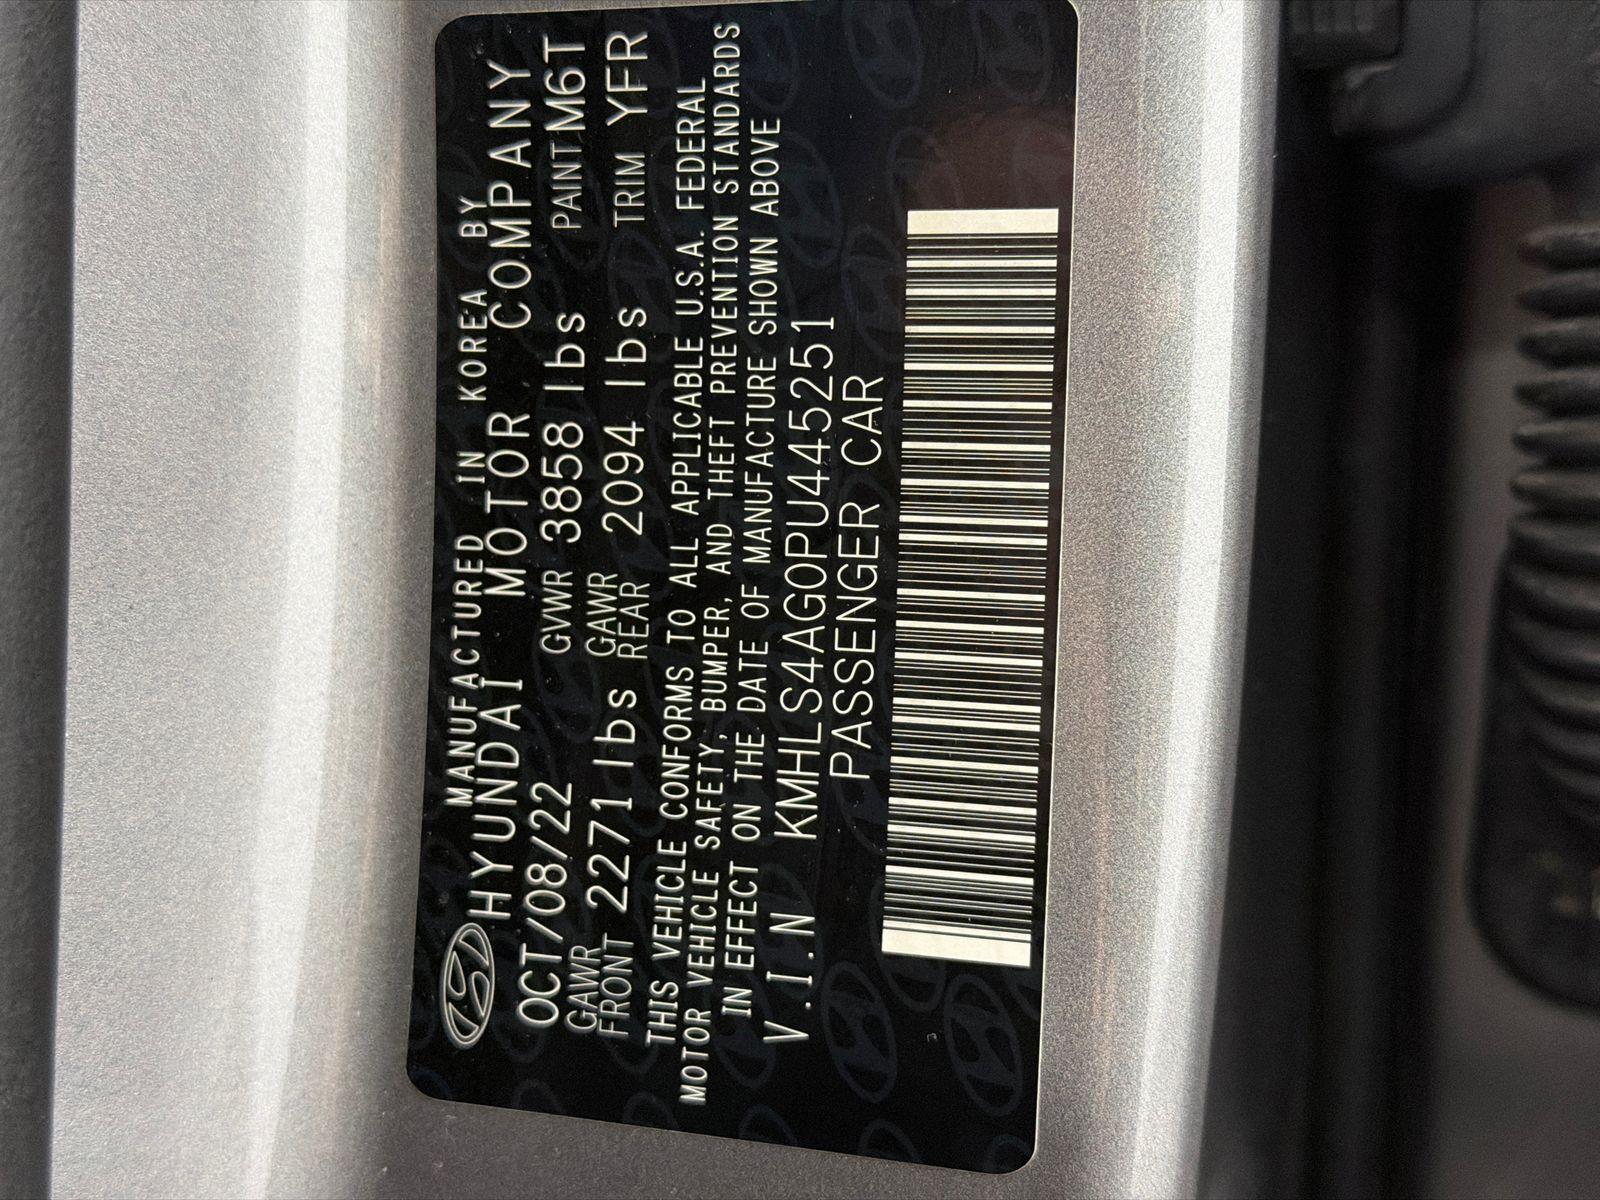 MANUFACTURED IN KOREA BY
HYUNDAI MOTOR COMPANY
OCT/08/22 GVWR 3858 lbs PAINT M6T
GAWR FRONT 2271 lbs GAWR REAR 2094 lbs TRIM YFR
THIS VEHICLE CONFORMS TO ALL APPLICABLE U.S.A. FEDERAL
MOTOR VEHICLE SAFETY, BUMPER, AND THEFT PREVENTION STANDARDS
IN EFFECT ON THE DATE OF MANUFACTURE SHOWN ABOVE
V.I.N KMHLS4AG0PU445251
PASSENGER CAR